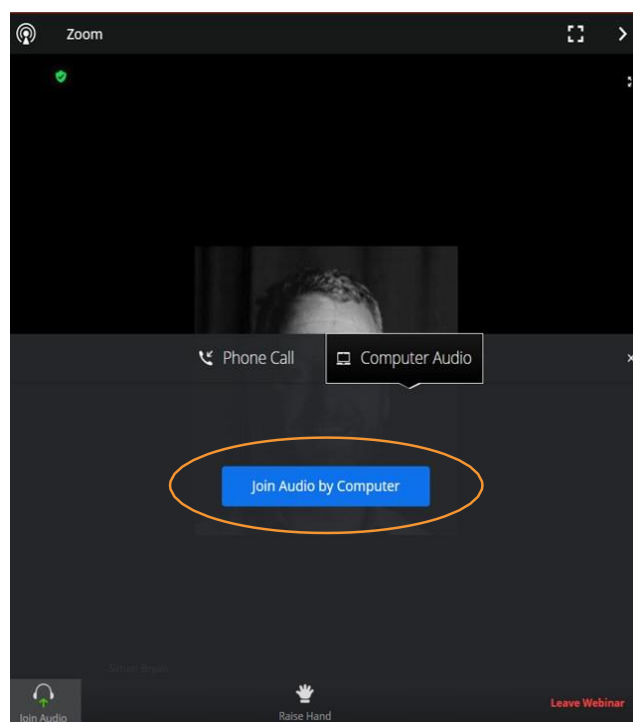 Zoom
Phone Call
Computer Audio
Join Audio by Computer
Join Audio
Raise Hand
Leave Webinar